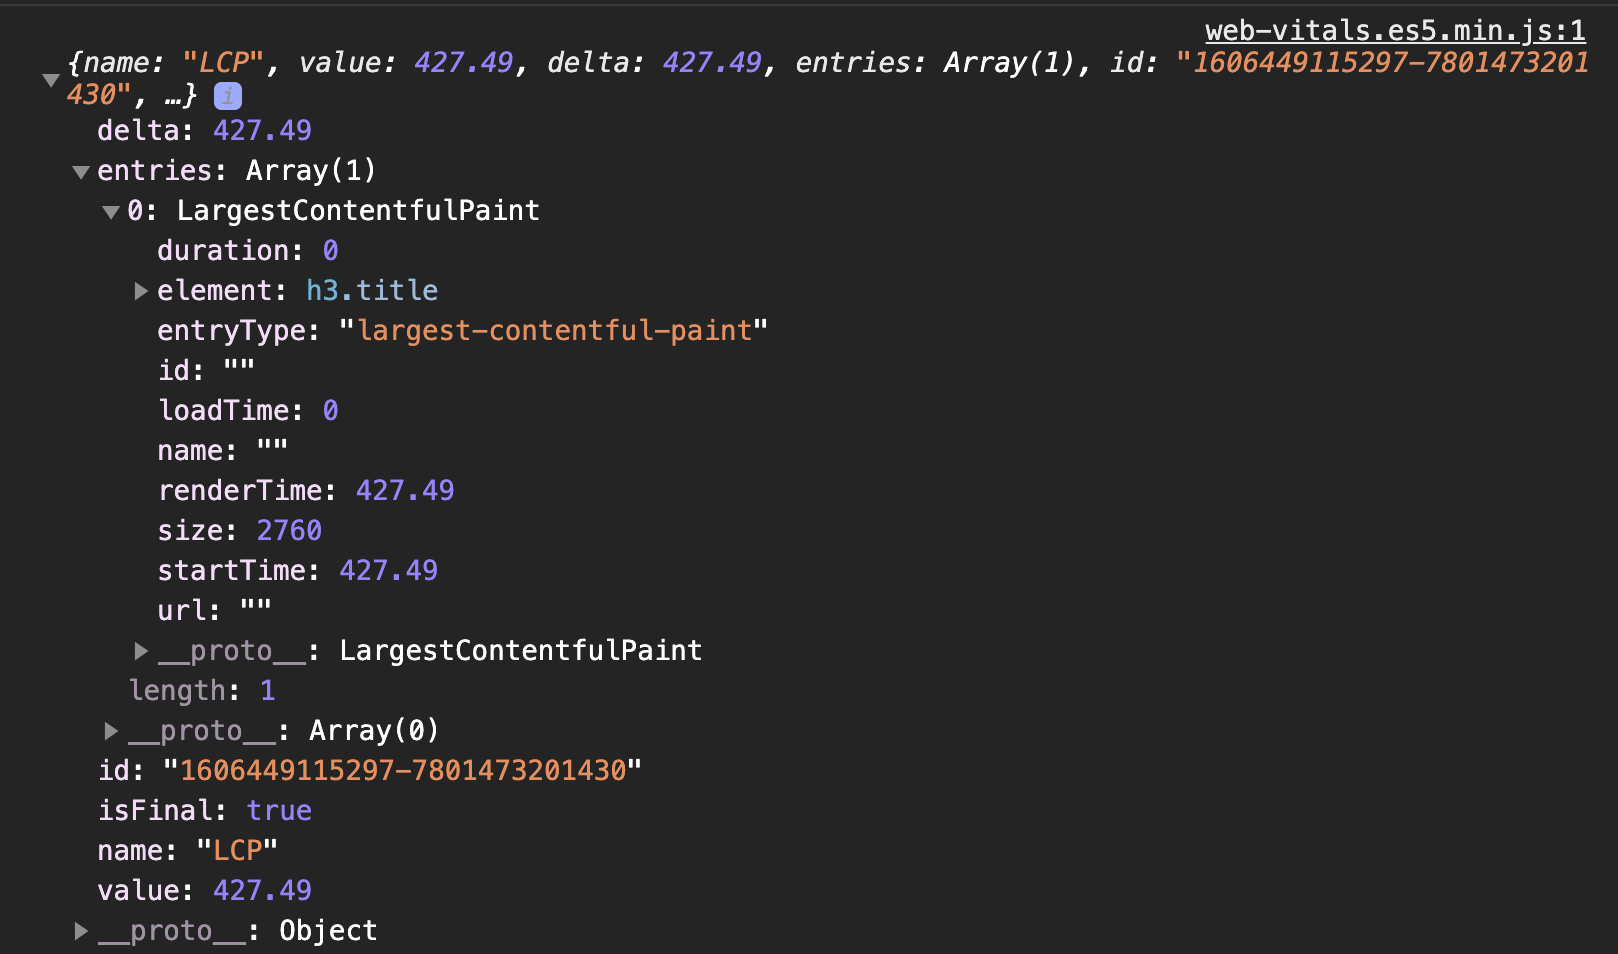 web-vitals.es5.min.js:1
{name: "LCP", value: 427.49, delta: 427.49, entries: Array(1), id: "1606449115297-7801473201
430", …} i
delta: 427.49
entries: Array(1)
0: LargestContentfulPaint
duration: 0
element: h3.title
entryType: "largest-contentful-paint"
id: ""
loadTime: 0
name: ""
renderTime: 427.49
size: 2760
startTime: 427.49
url: ""
__proto__: LargestContentfulPaint
length: 1
__proto__: Array(0)
id: "1606449115297-7801473201430"
isFinal: true
name: "LCP"
value: 427.49
__proto__: Object